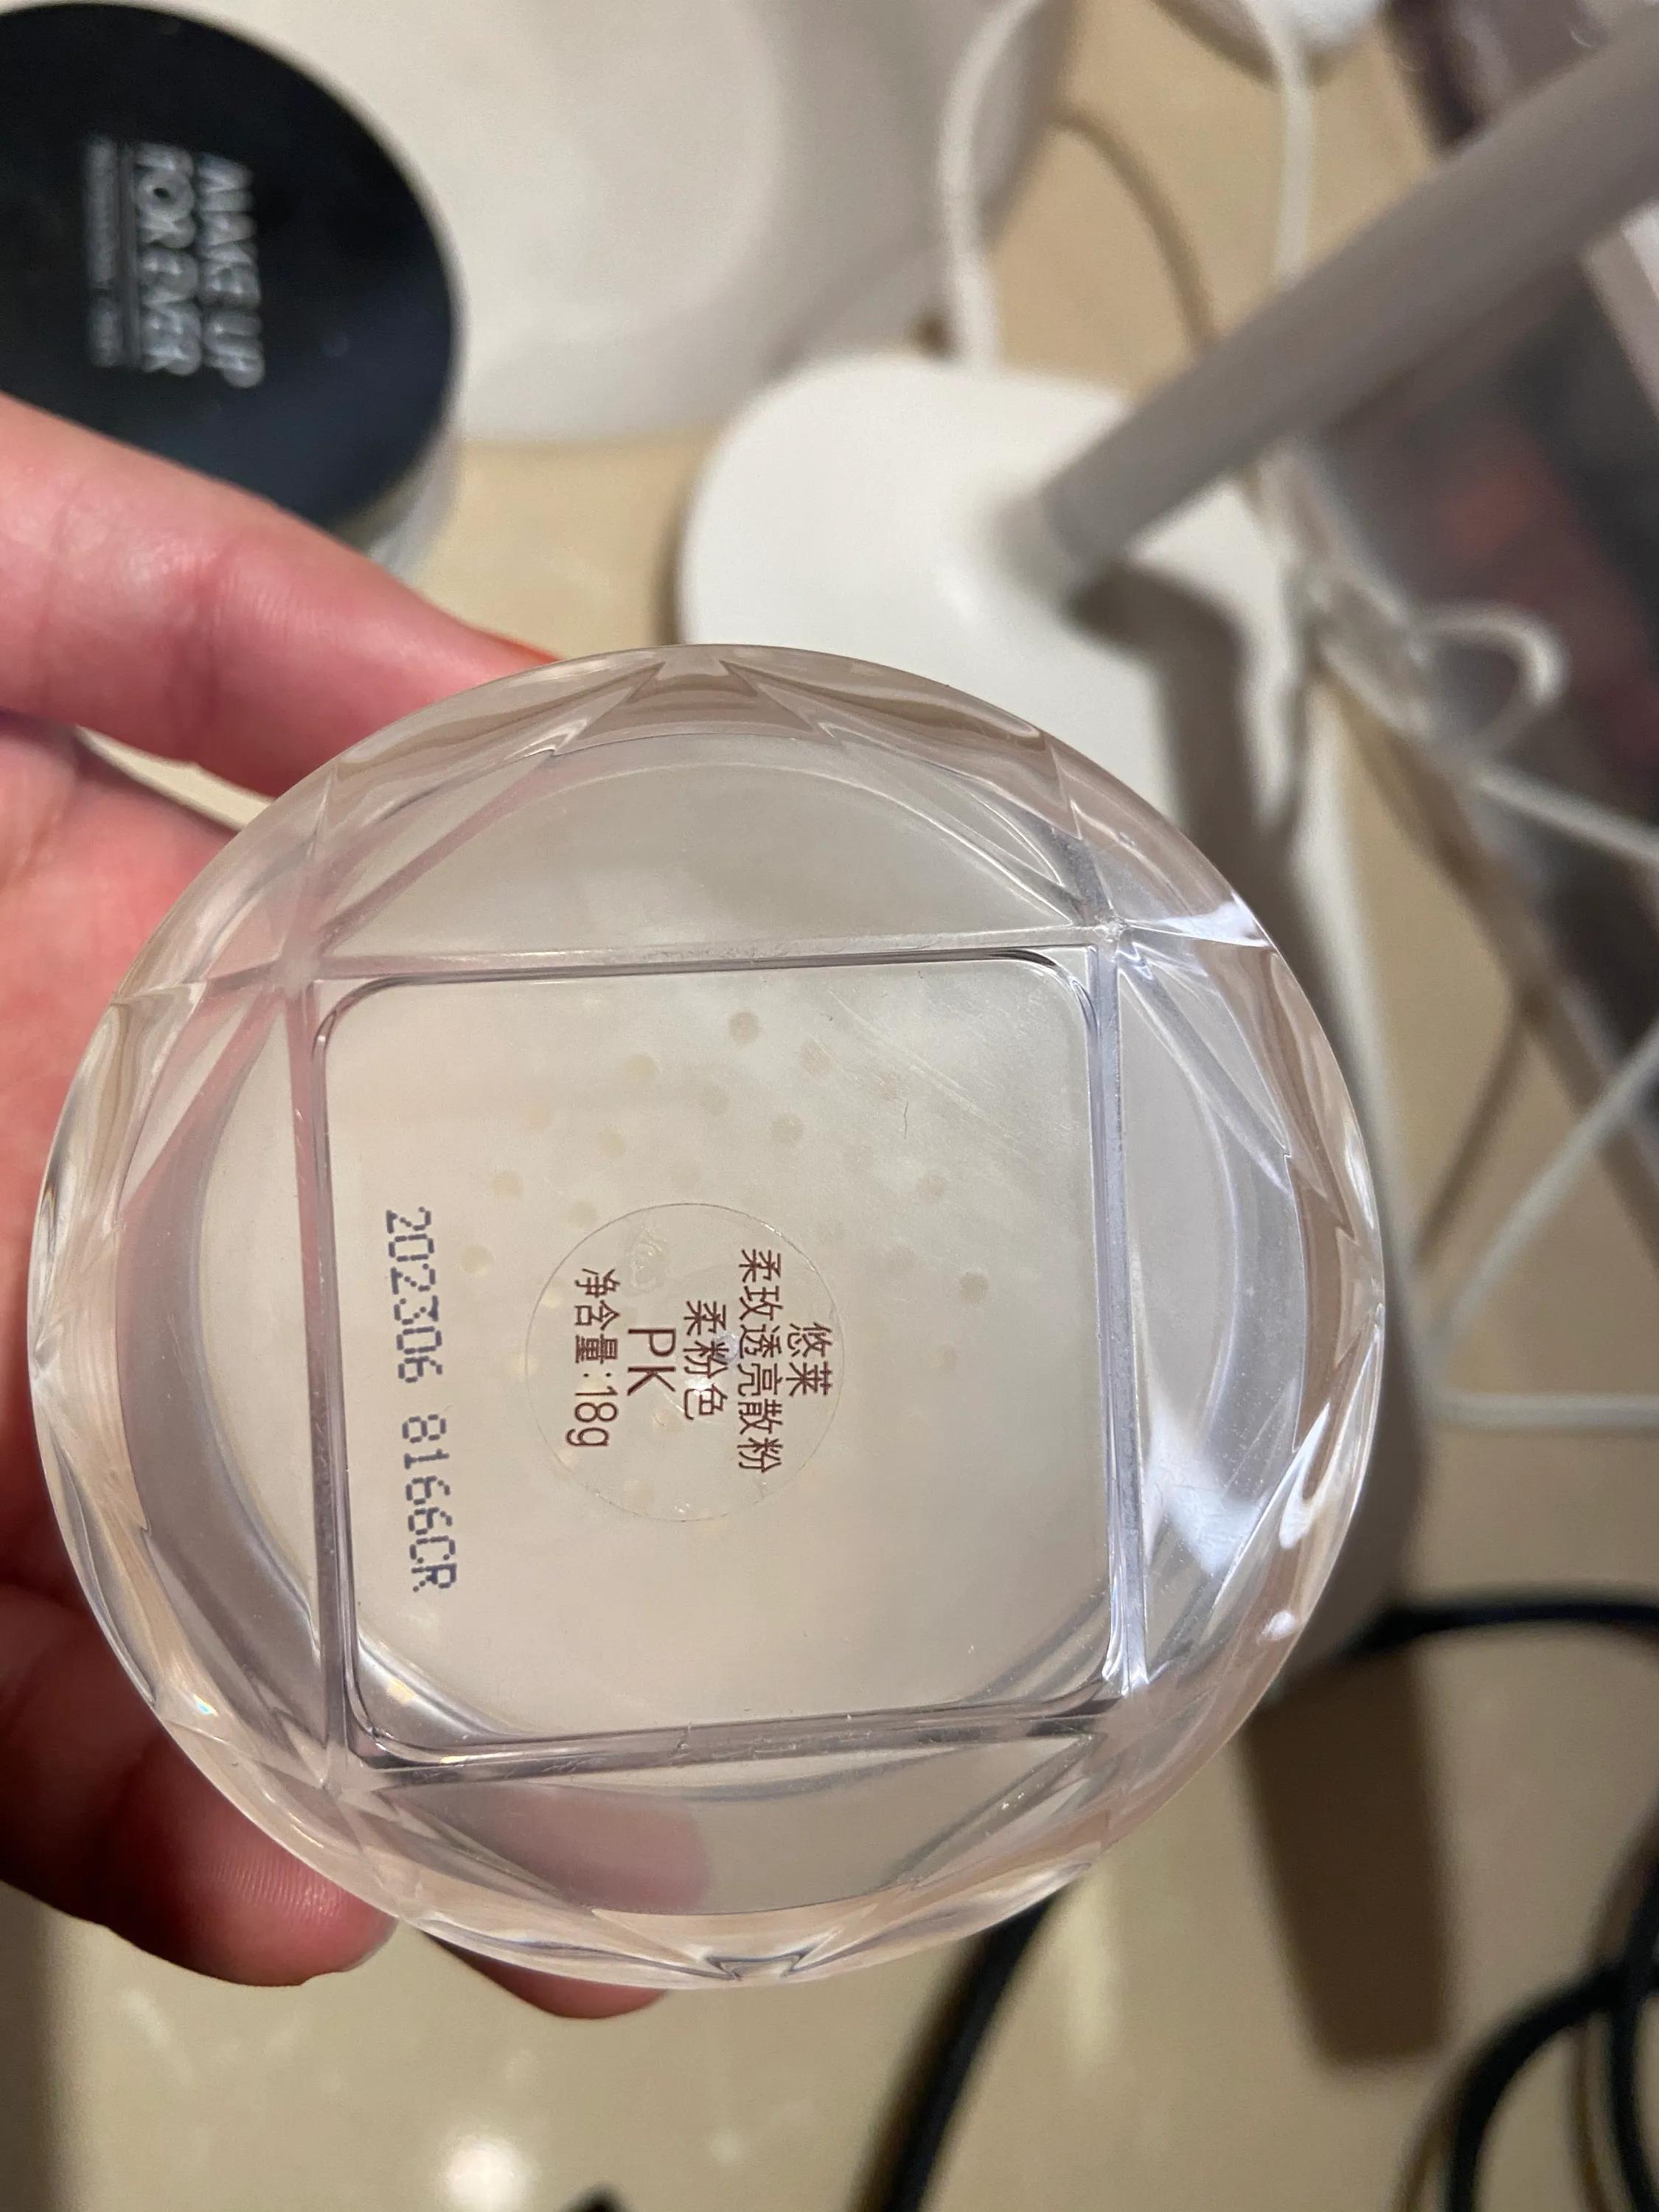 MAKE UP
FOR EVER
悠莱
柔玫透亮散粉
柔粉色
PK
净含量:18g
202306 8166CR